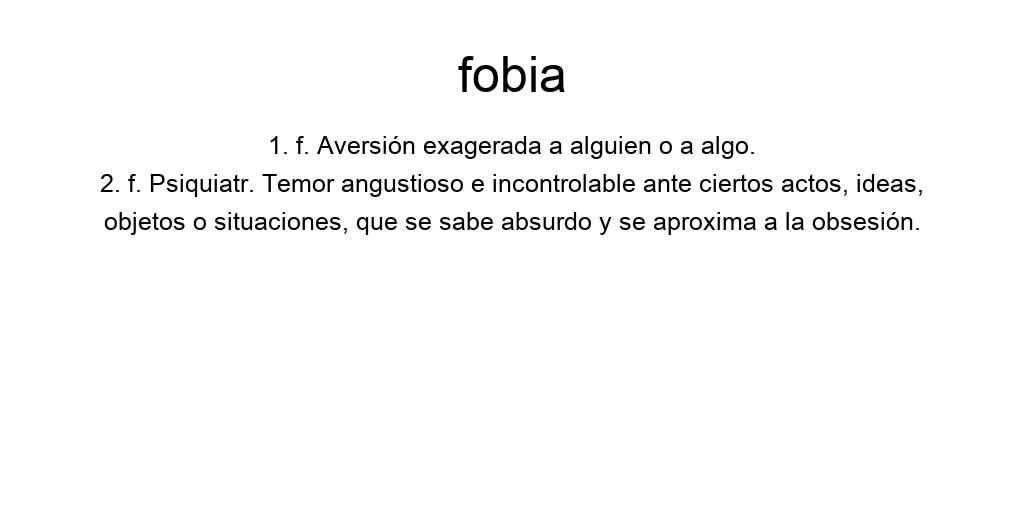 fobia
1. f. Aversión exagerada a alguien o a algo.
2. f. Psiquiatr. Temor angustioso e incontrolable ante ciertos actos, ideas,
objetos o situaciones, que se sabe absurdo y se aproxima a la obsesión.